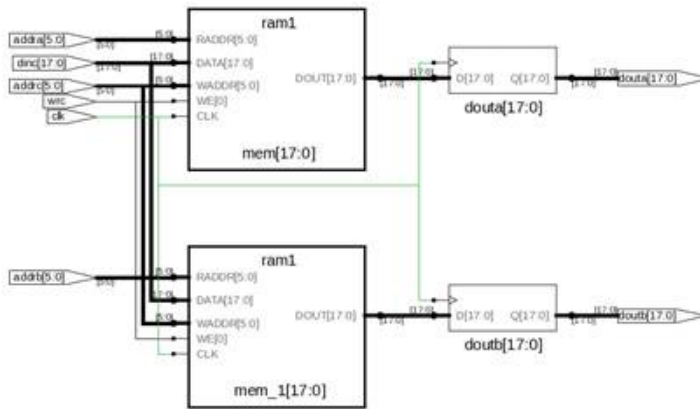 ram1
addra[5:0]
[5:0]
[5:0]
RADDR[5:0]
dinc[17:0]
[17:0]
[17:0]
DATA[17:0]
DOUT[17:0]
[17:0]
[17:0]
D[17:0]
Q[17:0]
[17:0]
[17:0]
douta[17:0]
addrc[5:0]
[5:0]
[5:0]
WADDR[5:0]
wrc
WE[0]
clk
CLK
douta[17:0]
mem[17:0]
ram1
addrb[5:0]
[5:0]
[5:0]
RADDR[5:0]
[17:0]
DATA[17:0]
DOUT[17:0]
[17:0]
[17:0]
D[17:0]
Q[17:0]
[17:0]
[17:0]
doutb[17:0]
[5:0]
WADDR[5:0]
WE[0]
CLK
doutb[17:0]
mem_1[17:0]